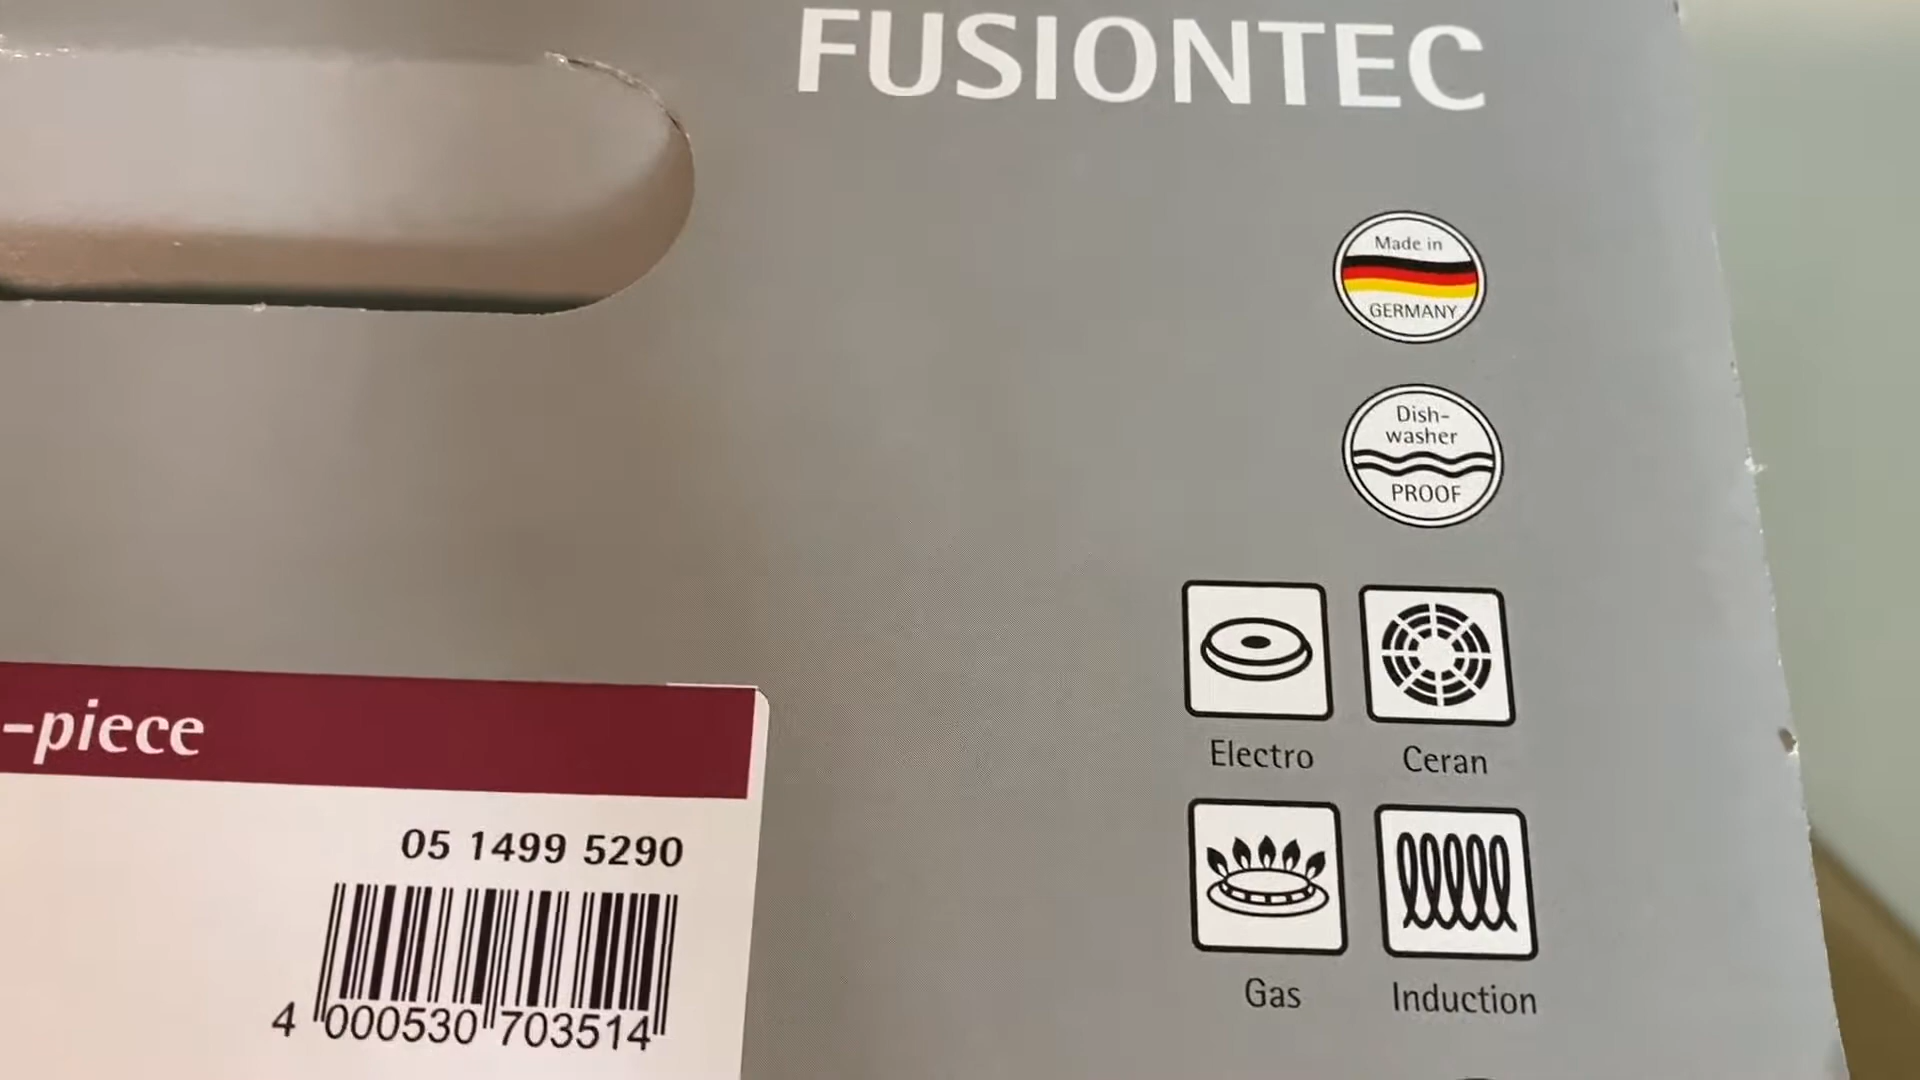 FUSIONTEC
Made in
GERMANY
Dish-
washer
PROOF
Electro
Ceran
Gas
Induction
-piece
05 1499 5290
4 000530 703514